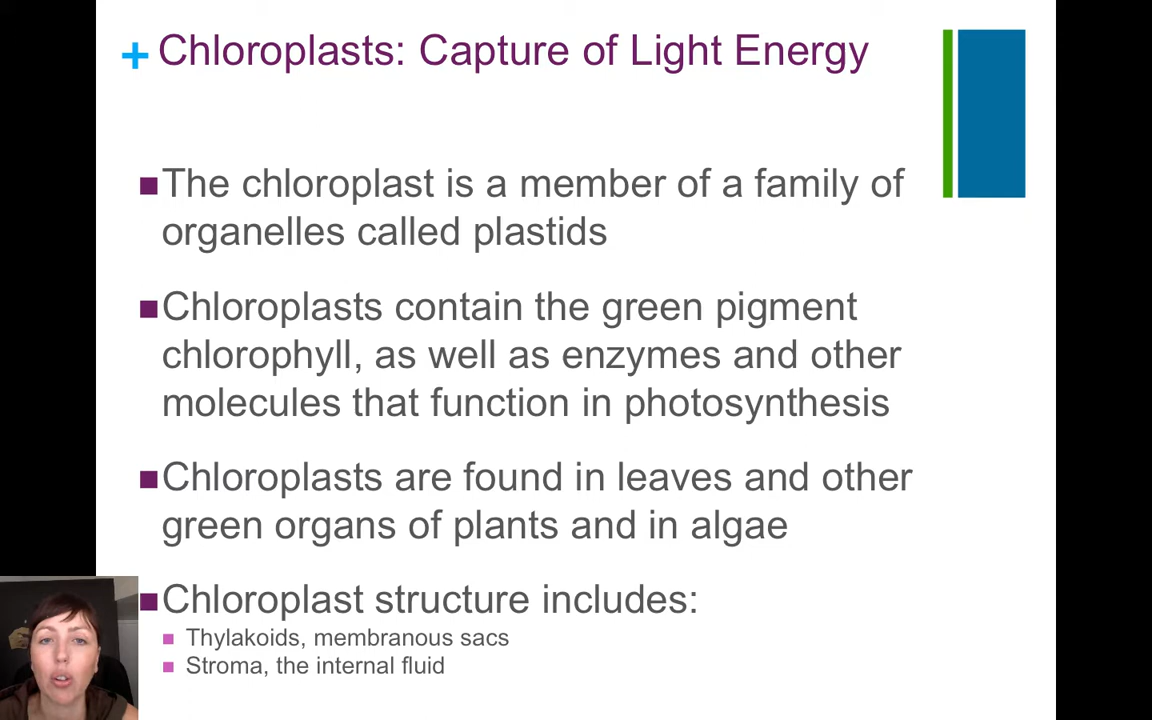 + Chloroplasts: Capture of Light Energy
The chloroplast is a member of a family of
organelles called plastids
Chloroplasts contain the green pigment
chlorophyll, as well as enzymes and other
molecules that function in photosynthesis
Chloroplasts are found in leaves and other
green organs of plants and in algae
Chloroplast structure includes:
Thylakoids, membranous sacs
Stroma, the internal fluid